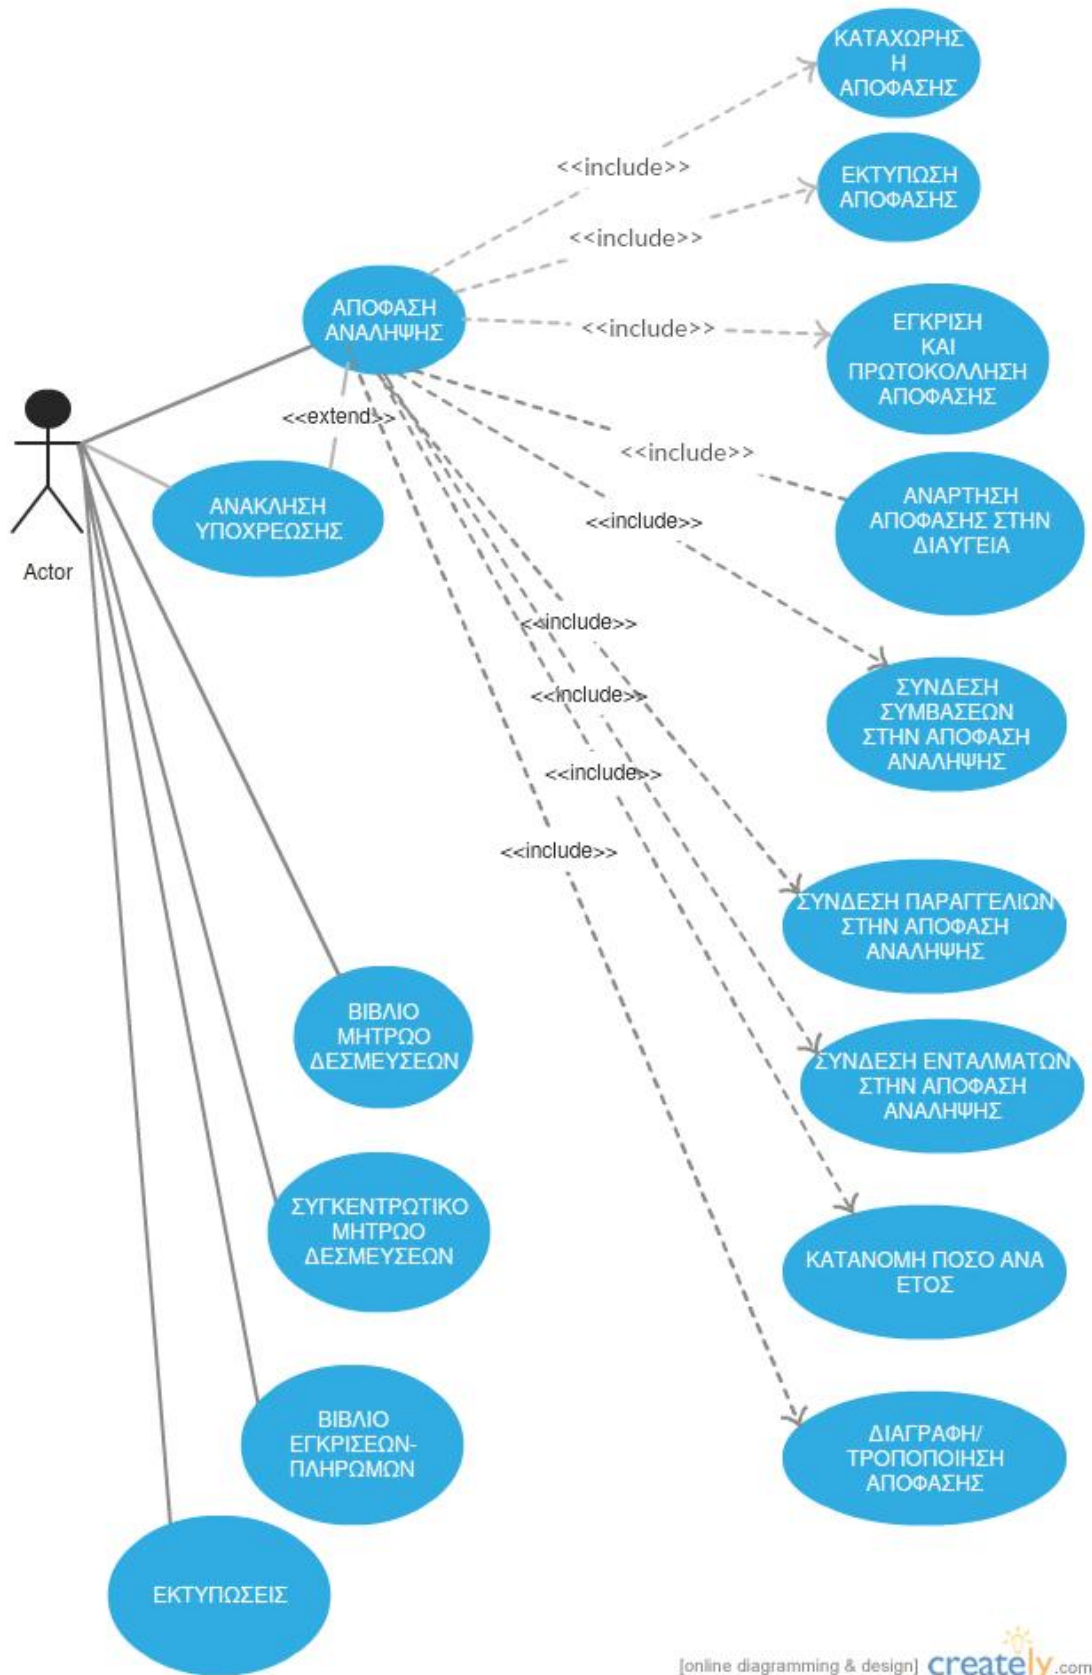 ΚΑΤΑΧΩΡΗΣ
Η
ΑΠΟΦΑΣΗΣ
<<include>>
ΕΚΤΥΠΩΣΗ
ΑΠΟΦΑΣΗΣ
<<include>>
ΑΠΟΦΑΣΗ
ΑΝΑΛΗΨΗΣ
<<include>>
ΕΓΚΡΙΣΗ
ΚΑΙ
ΠΡΩΤΟΚΟΛΛΗΣΗ
ΑΠΟΦΑΣΗΣ
<<extend>>
<<include>>
ΑΝΑΚΛΗΣΗ
ΥΠΟΧΡΕΩΣΗΣ
ΑΝΑΡΤΗΣΗ
ΑΠΟΦΑΣΗΣ ΣΤΗΝ
ΔΙΑΥΓΕΙΑ
<<include>>
Actor
<<include>>
<<include>>
ΣΥΝΔΕΣΗ
ΣΥΜΒΑΣΕΩΝ
ΣΤΗΝ ΑΠΟΦΑΣΗ
ΑΝΑΛΗΨΗΣ
<<include>>
<<include>>
ΣΥΝΔΕΣΗ ΠΑΡΑΓΓΕΛΙΩΝ
ΣΤΗΝ ΑΠΟΦΑΣΗ
ΑΝΑΛΗΨΗΣ
ΒΙΒΛΙΟ
ΜΗΤΡΩΟ
ΔΕΣΜΕΥΣΕΩΝ
ΣΥΝΔΕΣΗ ΕΝΤΑΛΜΑΤΩΝ
ΣΤΗΝ ΑΠΟΦΑΣΗ
ΑΝΑΛΗΨΗΣ
ΣΥΓΚΕΝΤΡΩΤΙΚΟ
ΜΗΤΡΩΟ
ΔΕΣΜΕΥΣΕΩΝ
ΚΑΤΑΝΟΜΗ ΠΟΣΟ ΑΝΑ
ΕΤΟΣ
ΒΙΒΛΙΟ
ΕΓΚΡΙΣΕΩΝ-
ΠΛΗΡΩΜΩΝ
ΔΙΑΓΡΑΦΗ/
ΤΡΟΠΟΠΟΙΗΣΗ
ΑΠΟΦΑΣΗΣ
ΕΚΤΥΠΩΣΕΙΣ
[online diagramming & design] creately.com